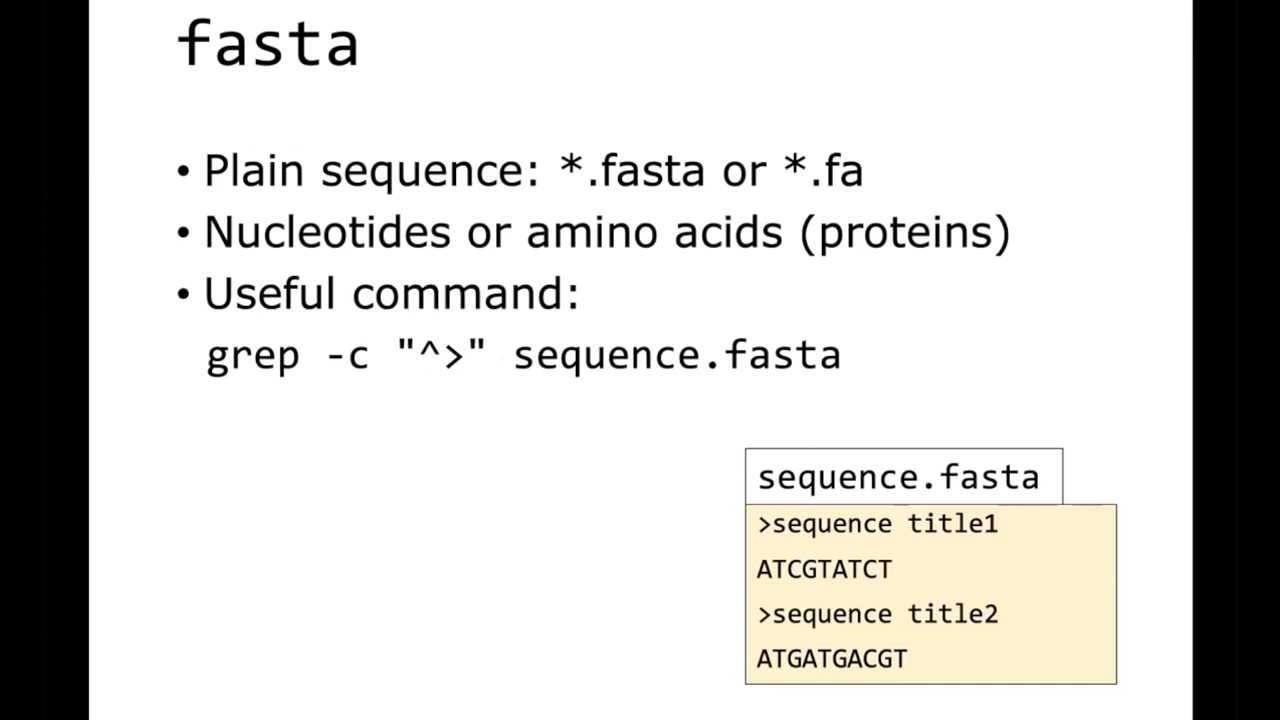 fasta
• Plain sequence: *.fasta or *.fa
• Nucleotides or amino acids (proteins)
• Useful command:
grep -c "^>" sequence.fasta
sequence.fasta
>sequence title1
ATCGTATCT
>sequence title2
ATGATGACGT